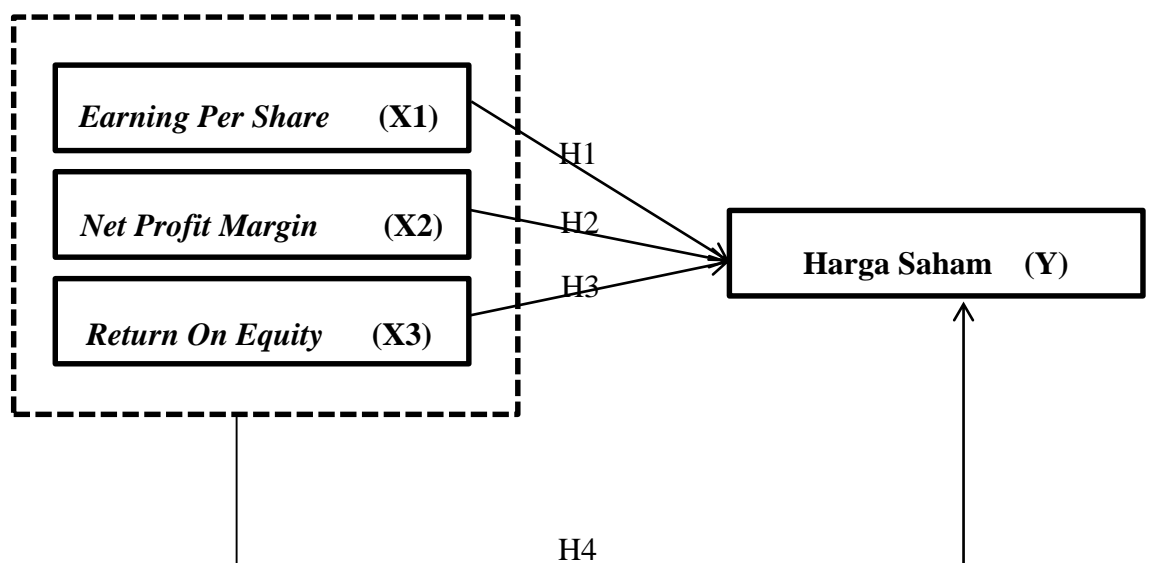 Earning Per Share (X1)
H1
Net Profit Margin (X2)
H2
Harga Saham (Y)
H3
Return On Equity (X3)
H4